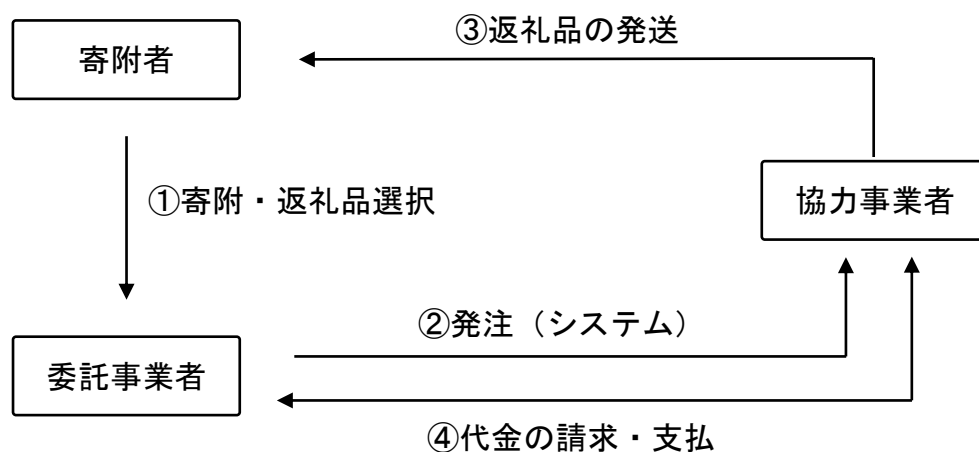 ③返礼品の発送
寄附者
①寄附・返礼品選択
協力事業者
②発注（システム）
委託事業者
④代金の請求・支払